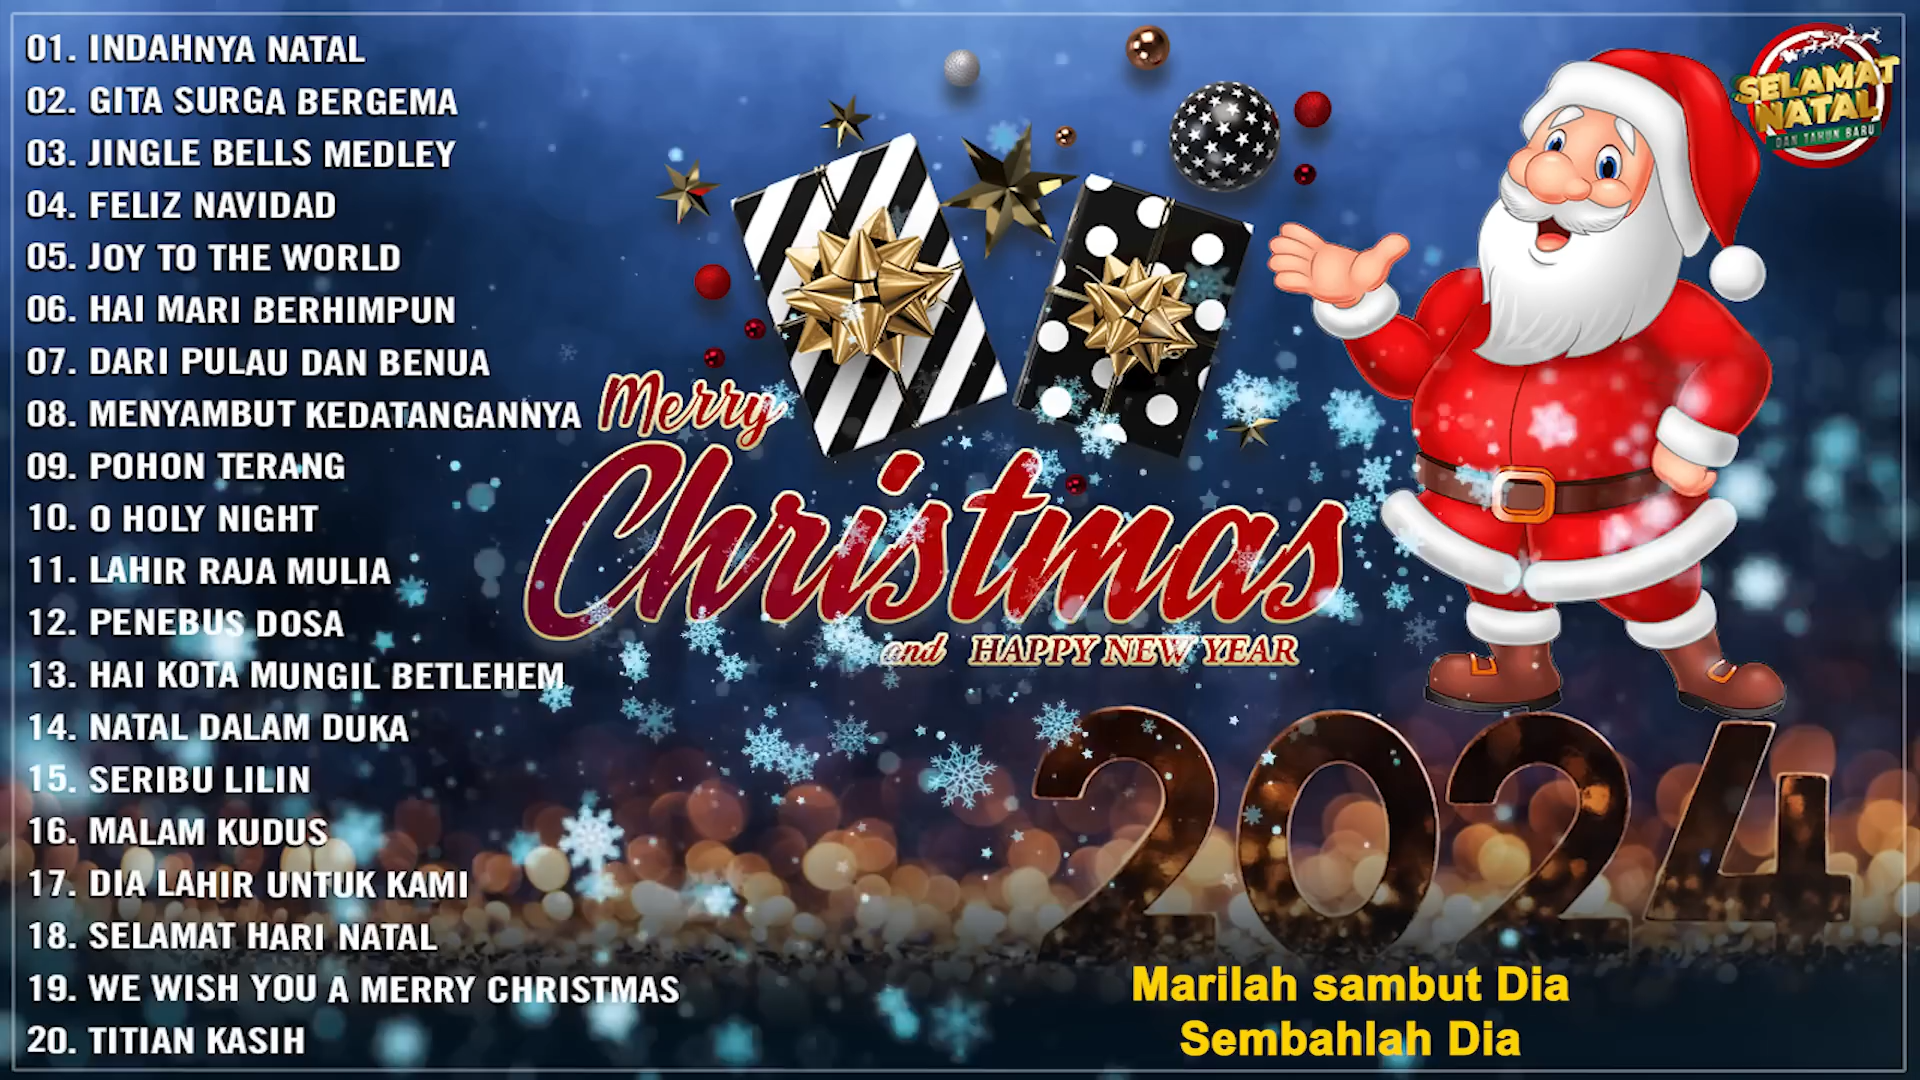 01. INDAHNYA NATAL
02. GITA SURGA BERGEMA
03. JINGLE BELLS MEDLEY
04. FELIZ NAVIDAD
05. JOY TO THE WORLD
06. HAI MARI BERHIMPUN
07. DARI PULAU DAN BENUA
08. MENYAMBUT KEDATANGANNYA
09. POHON TERANG
10. O HOLY NIGHT
11. LAHIR RAJA MULIA
12. PENEBUS DOSA
13. HAI KOTA MUNGIL BETLEHEM
14. NATAL DALAM DUKA
15. SERIBU LILIN
16. MALAM KUDUS
17. DIA LAHIR UNTUK KAMI
18. SELAMAT HARI NATAL
19. WE WISH YOU A MERRY CHRISTMAS
20. TITIAN KASIH
Merry
Christmas
and HAPPY NEW YEAR
2024
SELAMAT
NATAL
DAN TAHUN BARU
Marilah sambut Dia
Sembahlah Dia